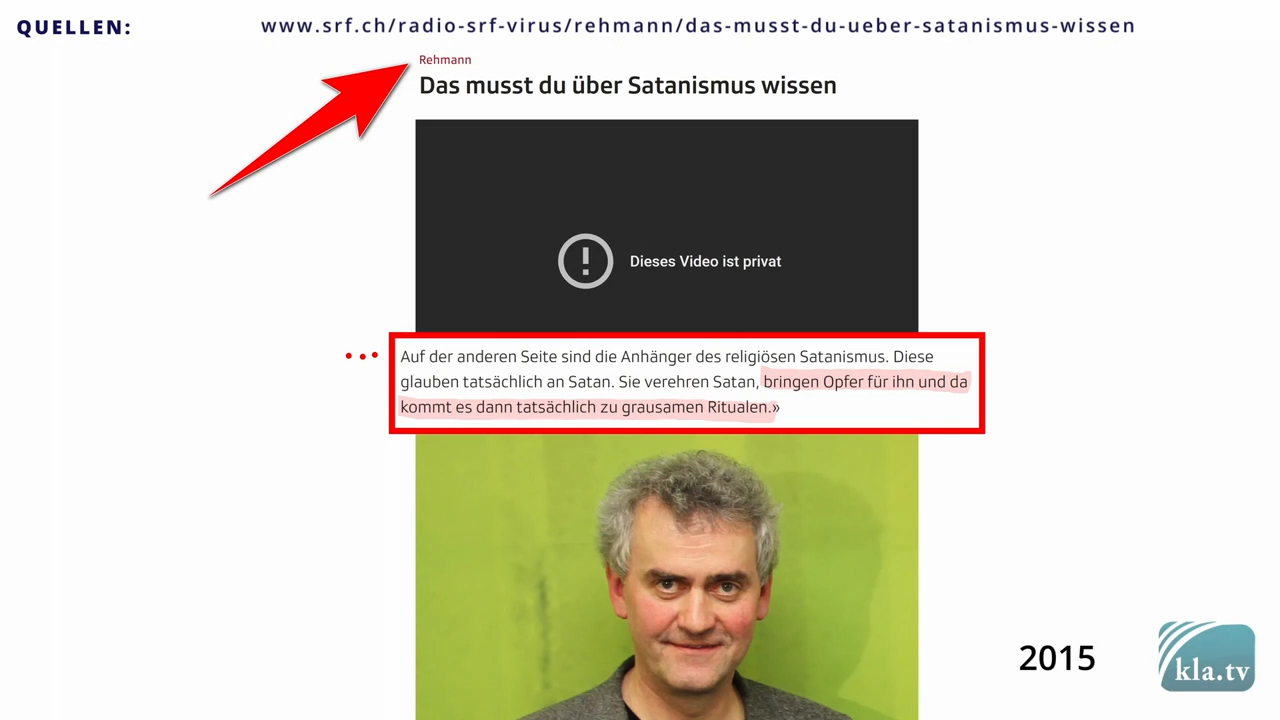 QUELLEN:
www.srf.ch/radio-srf-virus/rehmann/das-musst-du-ueber-satanismus-wissen
Rehmann
Das musst du über Satanismus wissen
Dieses Video ist privat
Auf der anderen Seite sind die Anhänger des religiösen Satanismus. Diese
glauben tatsächlich an Satan. Sie verehren Satan, bringen Opfer für ihn und da
kommt es dann tatsächlich zu grausamen Ritualen.»
2015
kla.tv